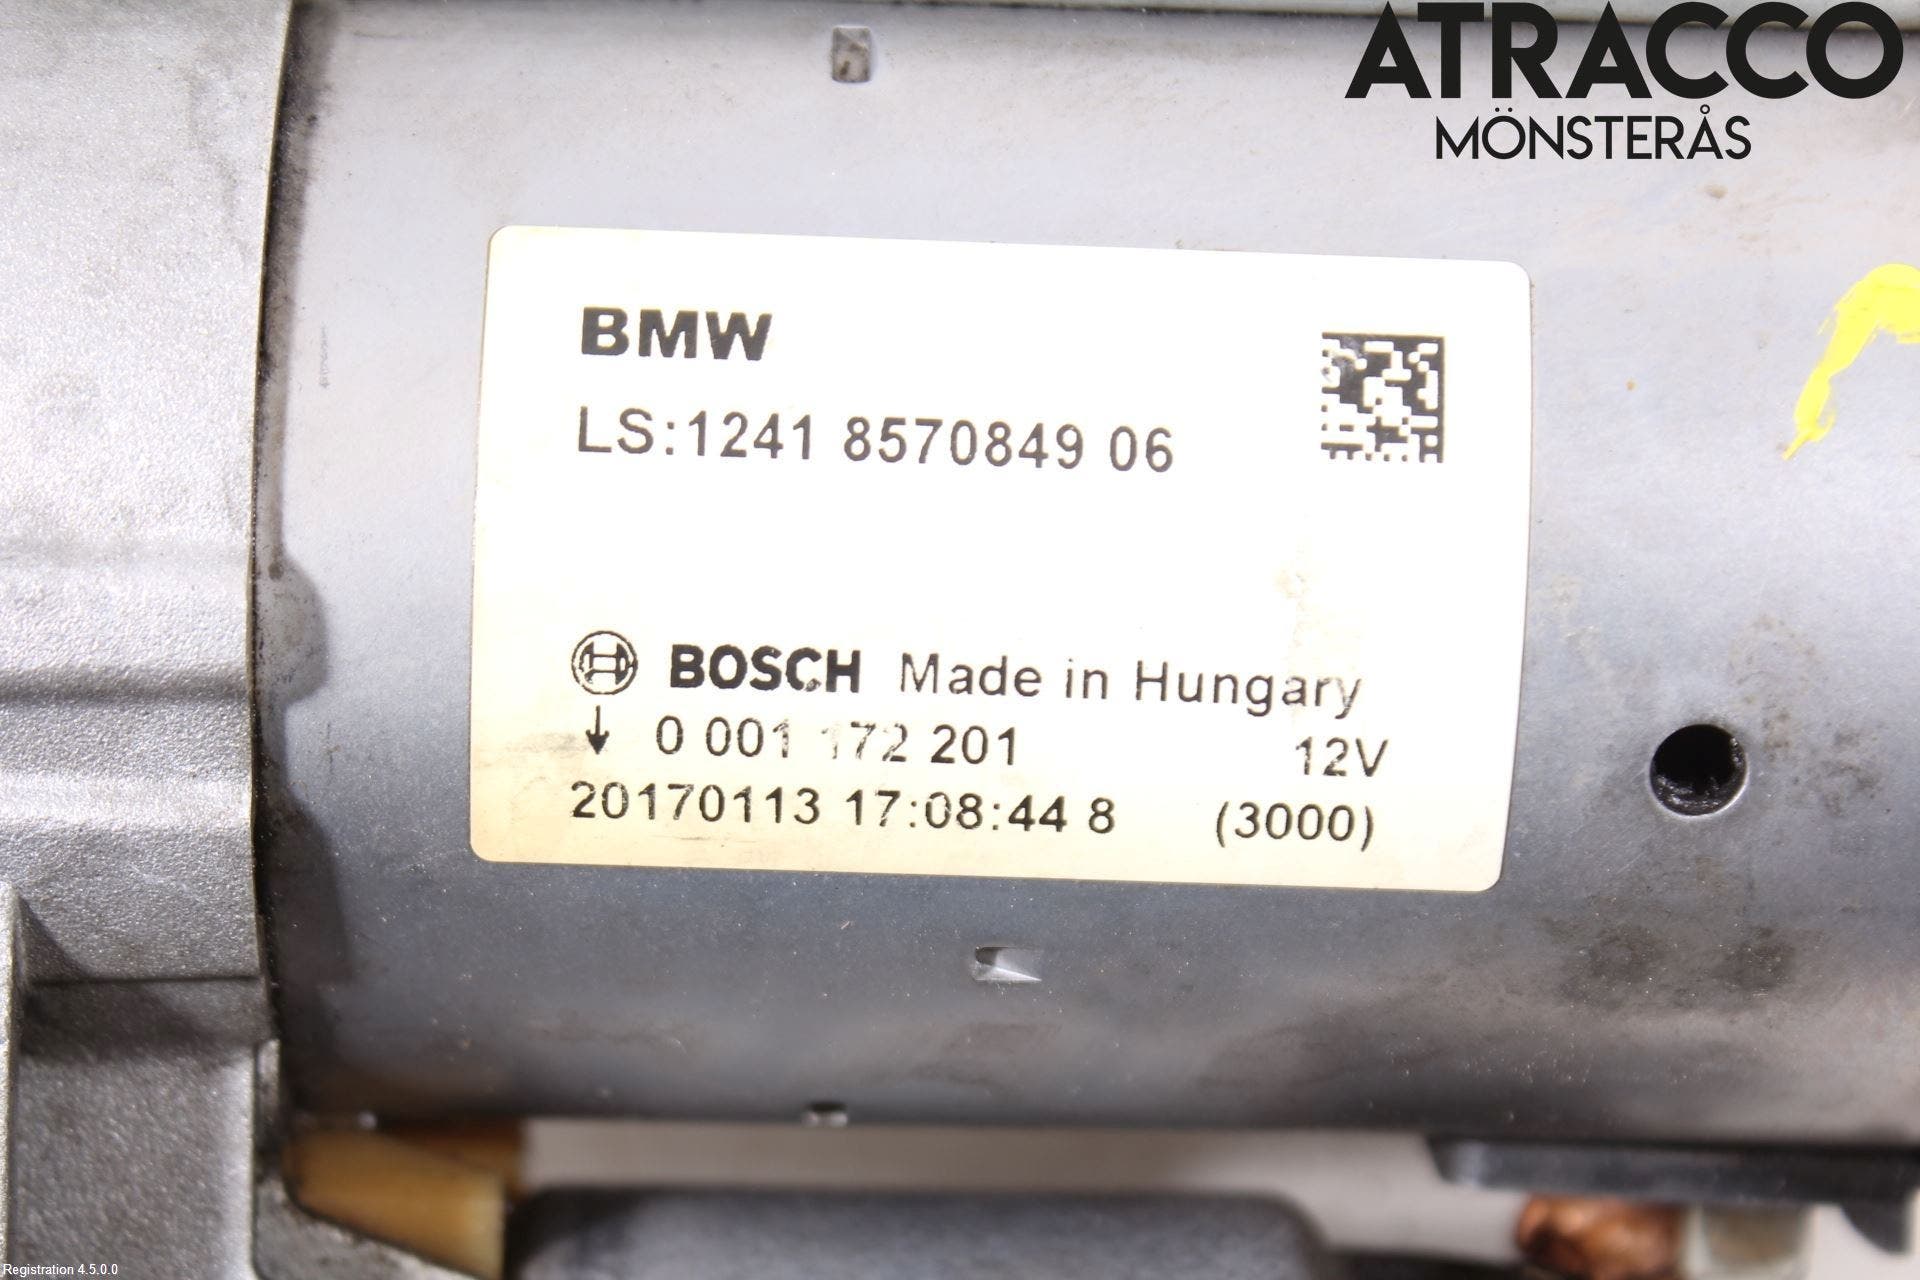 ATRACCO
MÖNSTERÅS
BMW
LS:1241 8570849 06
BOSCH Made in Hungary
↓ 0 001 172 201 12V
20170113 17:08:44 8 (3000)
Registration 4.5.0.0